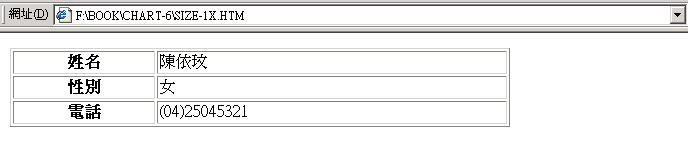 網址(D) F:\BOOK\CHART-6\SIZE-1X.HTM
姓名 陳依玟
性別 女
電話 (04)25045321